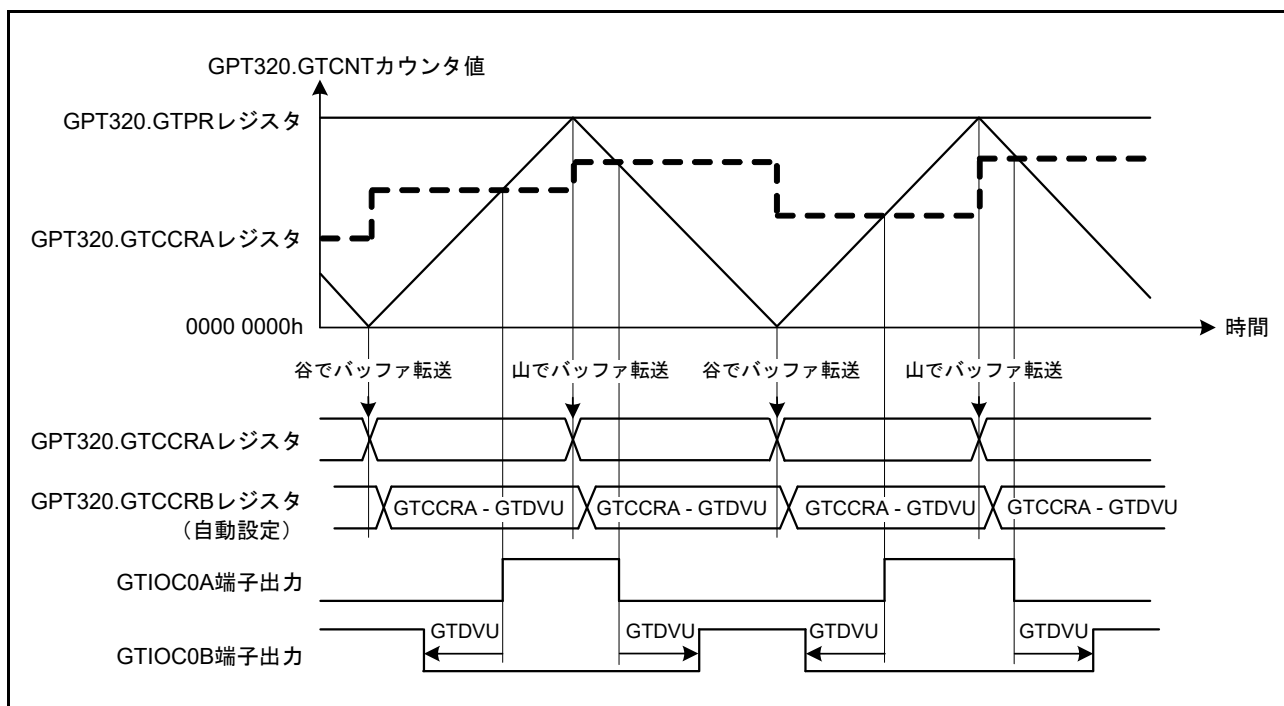 GPT320.GTCNTカウンタ値
GPT320.GTPRレジスタ
GPT320.GTCCRAレジスタ
0000 0000h
時間
谷でバッファ転送 山でバッファ転送 谷でバッファ転送 山でバッファ転送
GPT320.GTCCRAレジスタ
GPT320.GTCCRBレジスタ
(自動設定)
GTCCRA - GTDVU GTCCRA - GTDVU GTCCRA - GTDVU GTCCRA - GTDVU
GTIOC0A端子出力
GTDVU GTDVU GTDVU GTDVU
GTIOC0B端子出力